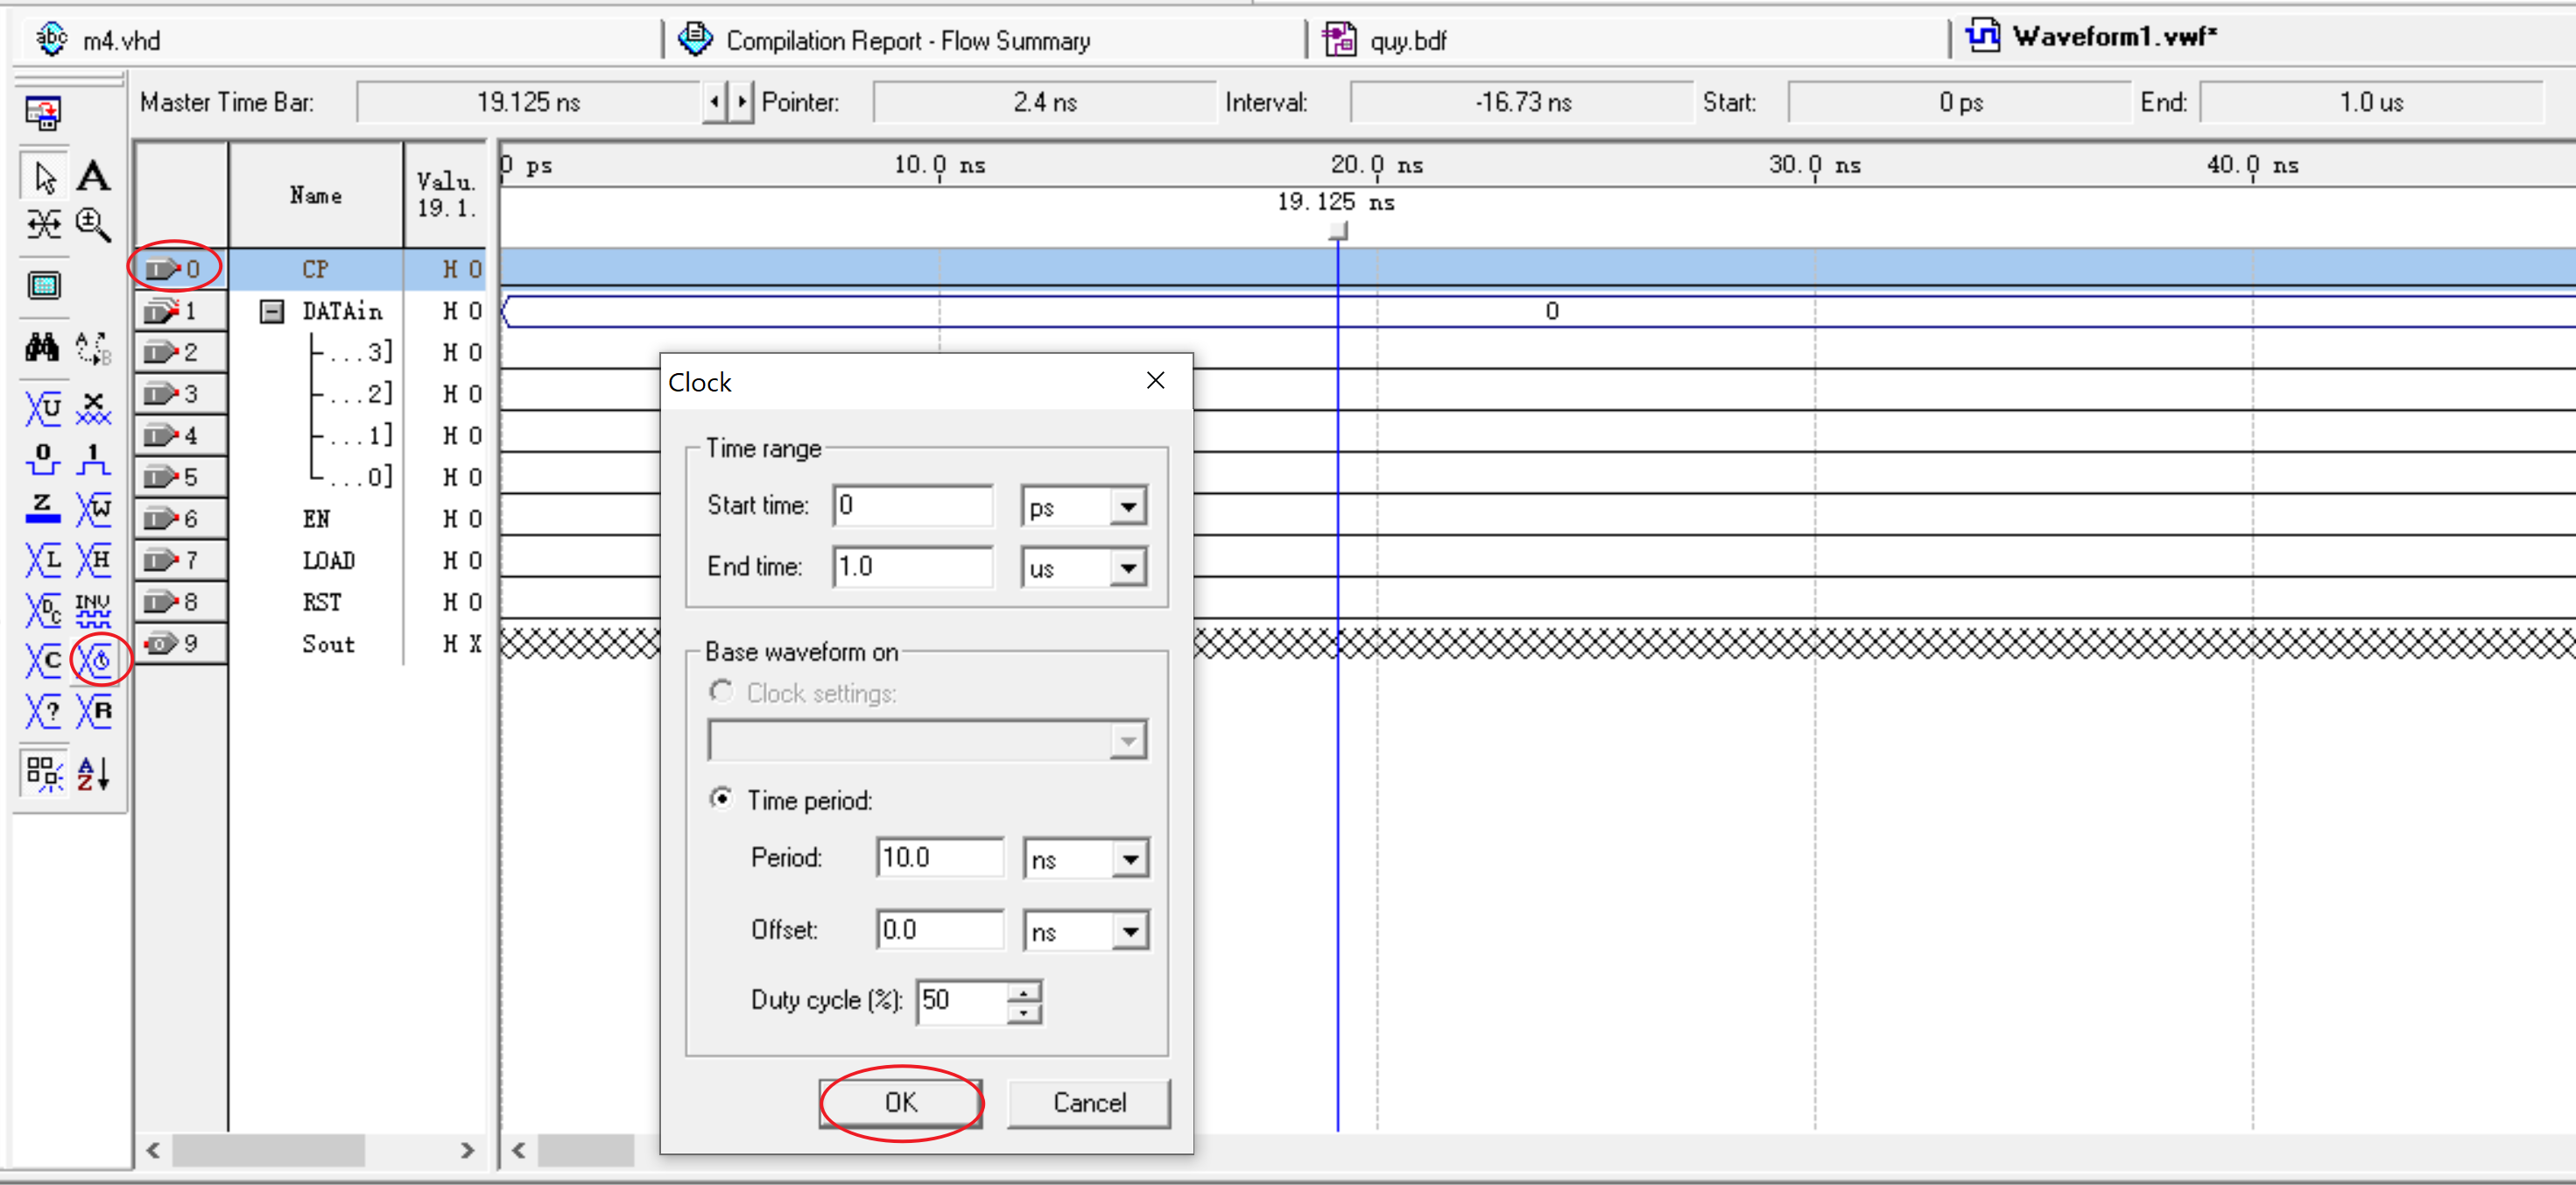 m4.vhd
Compilation Report - Flow Summary
quy.bdf
Waveform1.vwf*
Master Time Bar: 19.125 ns
Pointer: 2.4 ns
Interval: -16.73 ns
Start: 0 ps
End: 1.0 us
Name
Valu.
19.1.
0 ps
10.0 ns
20.0 ns
30.0 ns
40.0 ns
19.125 ns
0 CP H 0
1 DATAin H 0
0
2 ...3] H 0
3 ...2] H 0
4 ...1] H 0
5 ...0] H 0
6 EN H 0
7 LOAD H 0
8 RST H 0
9 Sout H X
Clock
Time range
Start time: 0 ps
End time: 1.0 us
Base waveform on
Clock settings:
Time period:
Period: 10.0 ns
Offset: 0.0 ns
Duty cycle (%): 50
OK
Cancel